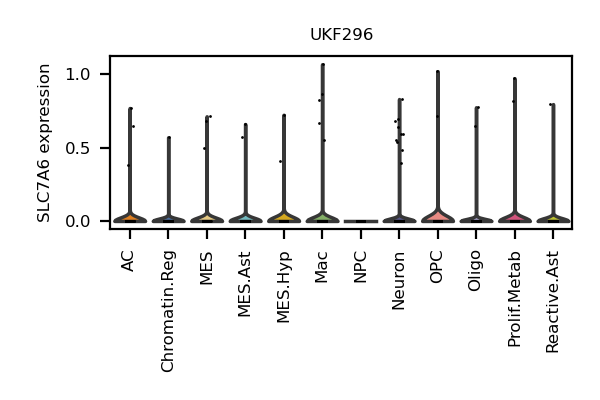 UKF296
SLC7A6 expression
1.0
0.5
0.0
AC
Chromatin.Reg
MES
MES.Ast
MES.Hyp
Mac
NPC
Neuron
OPC
Oligo
Prolif.Metab
Reactive.Ast